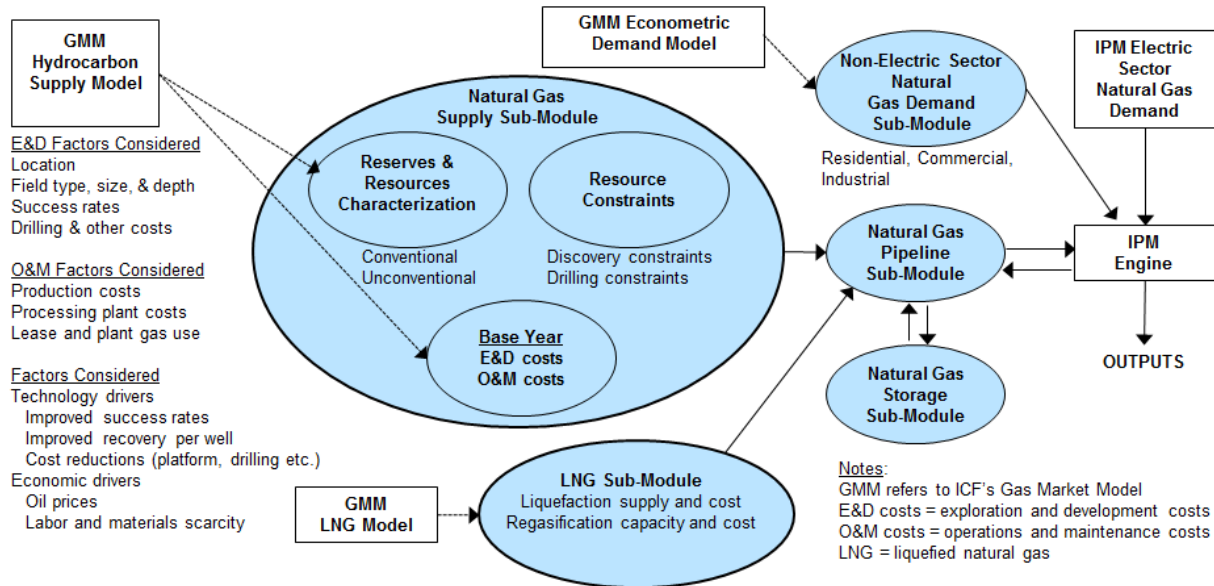 GMM
Hydrocarbon
Supply Model
E&D Factors Considered
Location
Field type, size, & depth
Success rates
Drilling & other costs
O&M Factors Considered
Production costs
Processing plant costs
Lease and plant gas use
Factors Considered
Technology drivers
Improved success rates
Improved recovery per well
Cost reductions (platform, drilling etc.)
Economic drivers
Oil prices
Labor and materials scarcity
Natural Gas
Supply Sub-Module
Reserves &
Resources
Characterization
Conventional
Unconventional
Resource
Constraints
Discovery constraints
Drilling constraints
Base Year
E&D costs
O&M costs
GMM
LNG Model
LNG Sub-Module
Liquefaction supply and cost
Regasification capacity and cost
GMM Econometric
Demand Model
Non-Electric Sector
Natural
Gas Demand
Sub-Module
Residential, Commercial,
Industrial
IPM Electric
Sector
Natural Gas
Demand
Natural Gas
Pipeline
Sub-Module
IPM
Engine
Natural Gas
Storage
Sub-Module
OUTPUTS
Notes:
GMM refers to ICF's Gas Market Model
E&D costs = exploration and development costs
O&M costs = operations and maintenance costs
LNG = liquefied natural gas